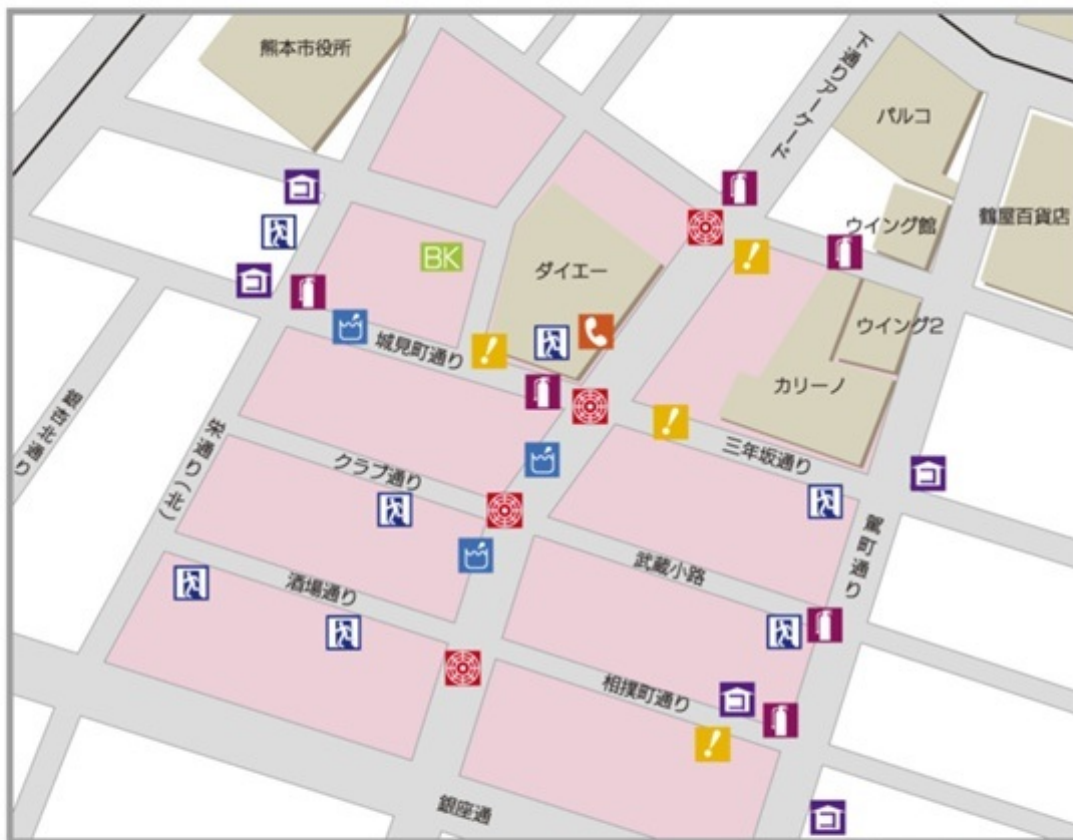 熊本市役所
下通りアーケード
パルコ
ウイング館
鶴屋百貨店
BK
ダイエー
ウイング2
カリーノ
城見町通り
三年坂通り
銀杏北通り
栄通り(北)
クラブ通り
駕町通り
武蔵小路
酒場通り
相撲町通り
銀座通